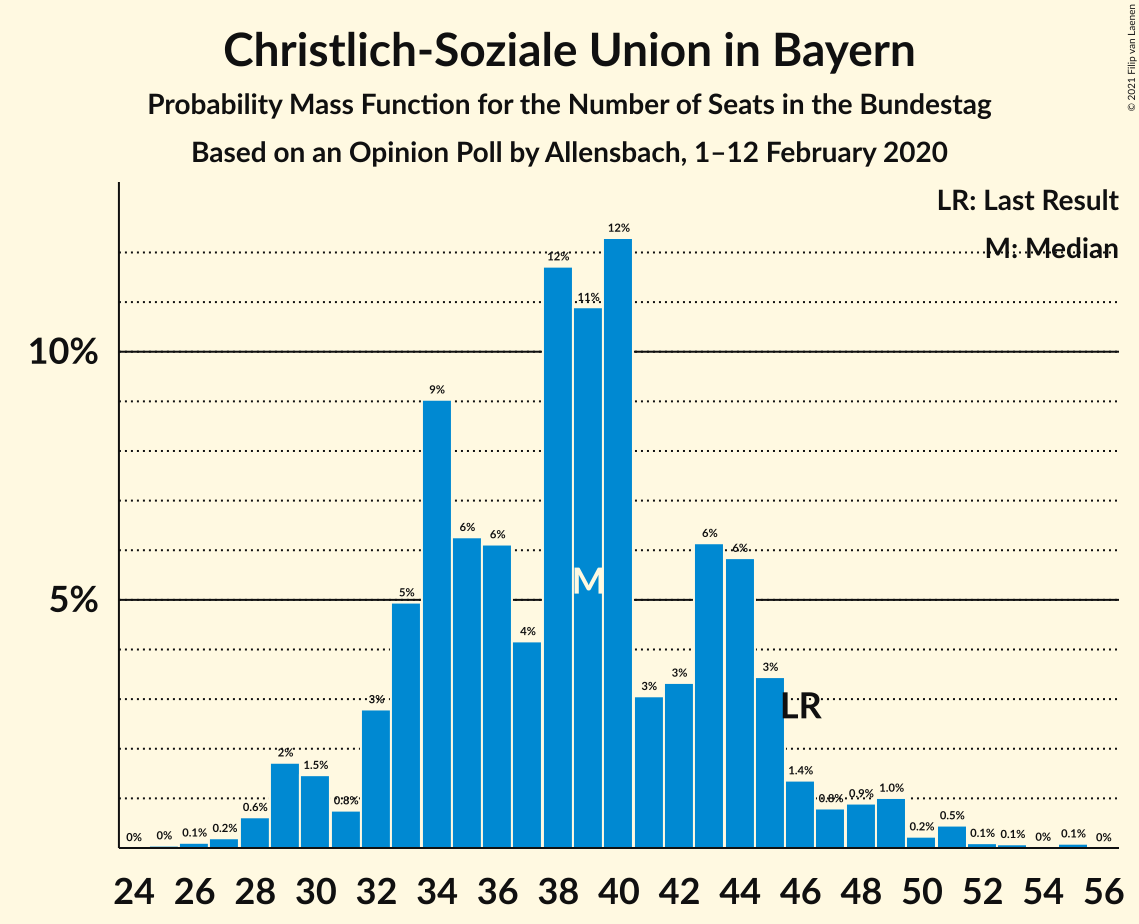 Christlich-Soziale Union in Bayern
Probability Mass Function for the Number of Seats in the Bundestag
Based on an Opinion Poll by Allensbach, 1–12 February 2020
© 2021 Filip van Laenen
LR: Last Result
M: Median
10%
5%
0% 0% 0.1% 0.2% 0.6% 2% 1.5% 0.8% 3% 5% 9% 6% 6% 4% 12% 11% 12% 3% 3% 6% 6% 3% 1.4% 0.8% 0.9% 1.0% 0.2% 0.5% 0.1% 0.1% 0% 0.1% 0%
M
LR
24 26 28 30 32 34 36 38 40 42 44 46 48 50 52 54 56